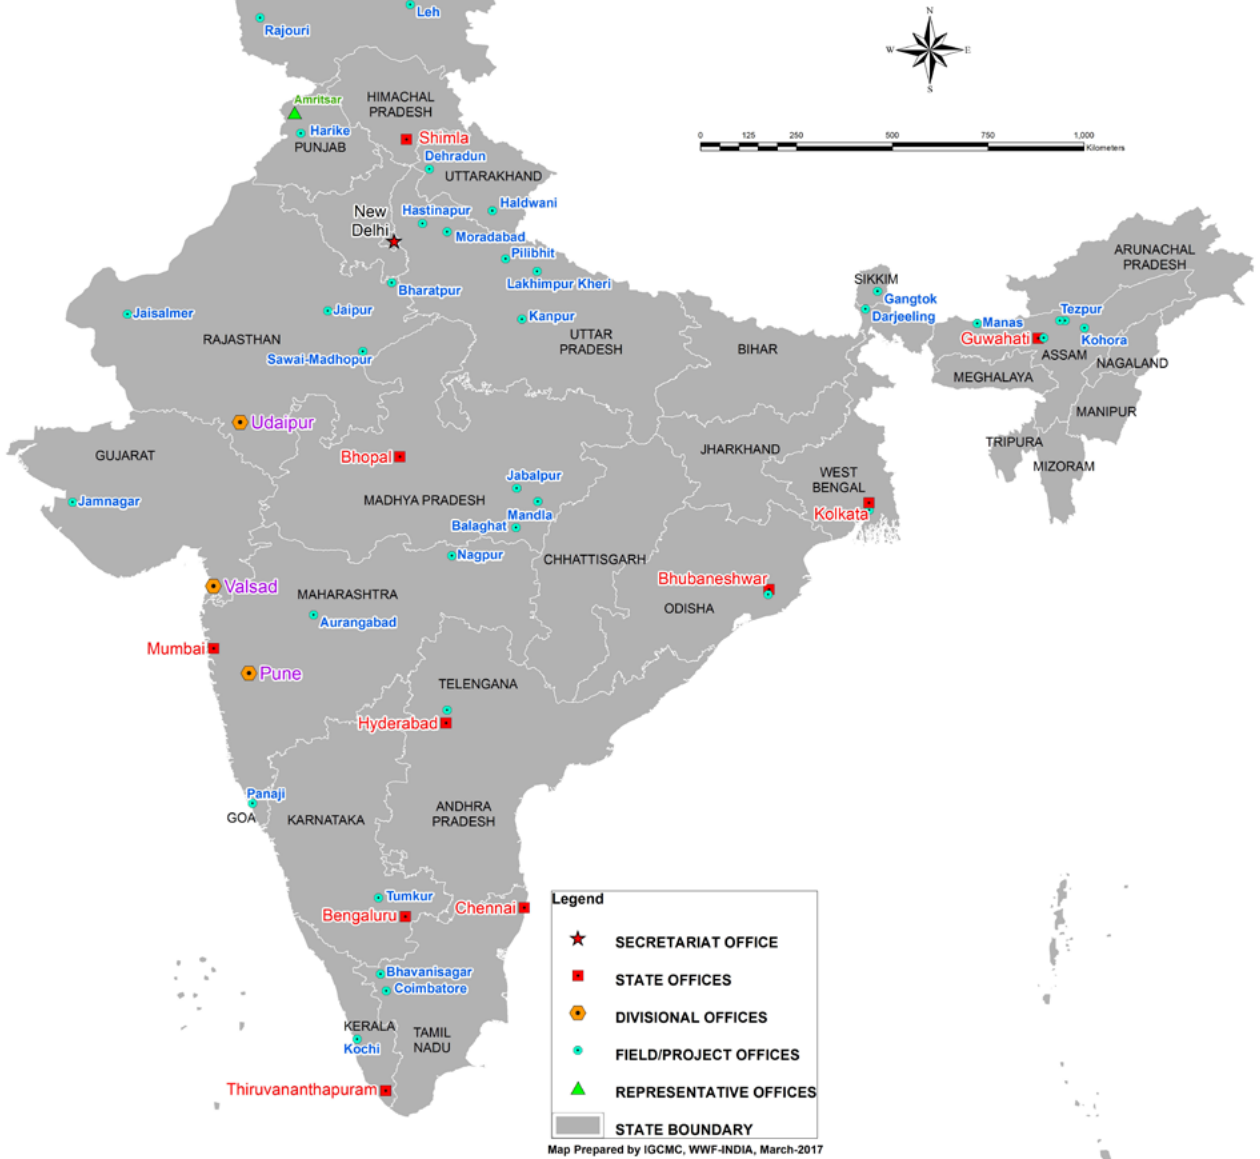 Leh
Rajouri
N
W
E
S
Amritsar
HIMACHAL
PRADESH
Harike
PUNJAB
Shimla
0
125
250
500
750
1,000
Kilometers
Dehradun
UTTARAKHAND
Haldwani
New
Delhi
Hastinapur
Moradabad
Pilibhit
Lakhimpur Kheri
ARUNACHAL
PRADESH
SIKKIM
Gangtok
Darjeeling
Bharatpur
Jaisalmer
Jaipur
RAJASTHAN
Sawai-Madhopur
Kanpur
UTTAR
PRADESH
BIHAR
Manas
Tezpur
Guwahati
Kohora
ASSAM
NAGALAND
MEGHALAYA
MANIPUR
TRIPURA
MIZORAM
Udaipur
GUJARAT
Bhopal
Jamnagar
MADHYA PRADESH
Jabalpur
Mandla
Balaghat
JHARKHAND
WEST
BENGAL
Kolkata
Nagpur
CHHATTISGARH
Valsad
MAHARASHTRA
Aurangabad
Bhubaneshwar
ODISHA
Mumbai
Pune
TELENGANA
Hyderabad
Panaji
GOA
KARNATAKA
ANDHRA
PRADESH
Tumkur
Bengaluru
Chennai
Bhavanisagar
Coimbatore
KERALA
Kochi
TAMIL
NADU
Thiruvananthapuram
Legend
SECRETARIAT OFFICE
STATE OFFICES
DIVISIONAL OFFICES
FIELD/PROJECT OFFICES
REPRESENTATIVE OFFICES
STATE BOUNDARY
Map Prepared by IGCMC, WWF-INDIA, March-2017